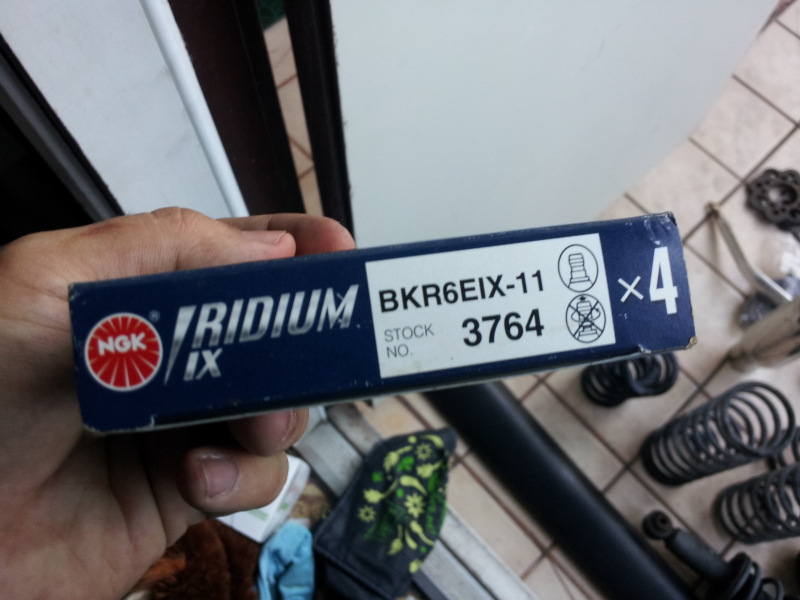 NGK
®
IRIDIUM
IX
BKR6EIX-11
STOCK
NO.
3764
×4